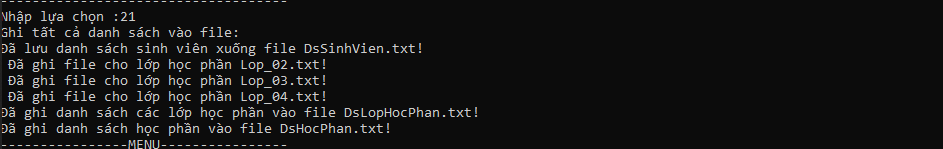 ------------------------------------
Nhập lựa chọn :21
Ghi tất cả danh sách vào file:
Đã lưu danh sách sinh viên xuống file DsSinhVien.txt!
 Đã ghi file cho lớp học phần Lop_02.txt!
 Đã ghi file cho lớp học phần Lop_03.txt!
 Đã ghi file cho lớp học phần Lop_04.txt!
Đã ghi danh sách các lớp học phần vào file DsLopHocPhan.txt!
Đã ghi danh sách học phần vào file DsHocPhan.txt!
----------------MENU----------------